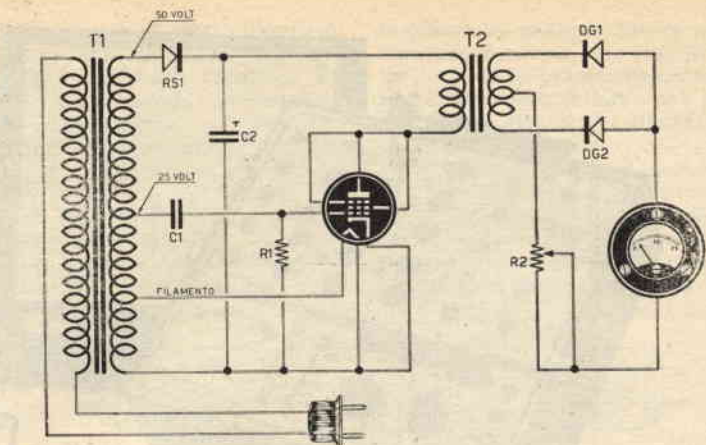 50 VOLT
T1
RS1
T2
DG1
+
C2
DG2
25 VOLT
C1
R1
R2
FILAMENTO